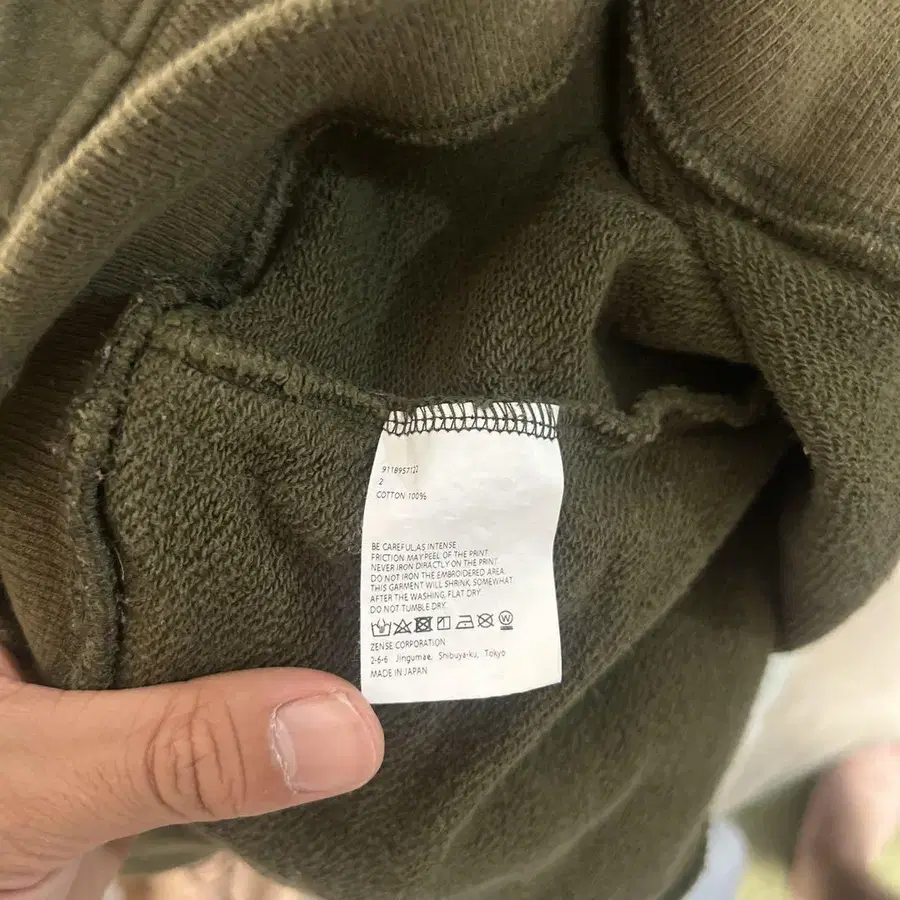 9118957122
2
COTTON 100%
BE CAREFUL,AS INTENSE
FRICTION MAY PEEL OF THE PRINT.
NEVER IRON DIRACTLY ON THE PRINT.
DO NOT IRON THE EMBROIDERED AREA.
THIS GARMENT WILL SHRINK, SOMEWHAT
AFTER THE WASHING, FLAT DRY.
DO NOT TUMBLE DRY.
W
ZENSE CORPORATION
2-6-6 Jingumae, Shibuya-ku, Tokyo
MADE IN JAPAN